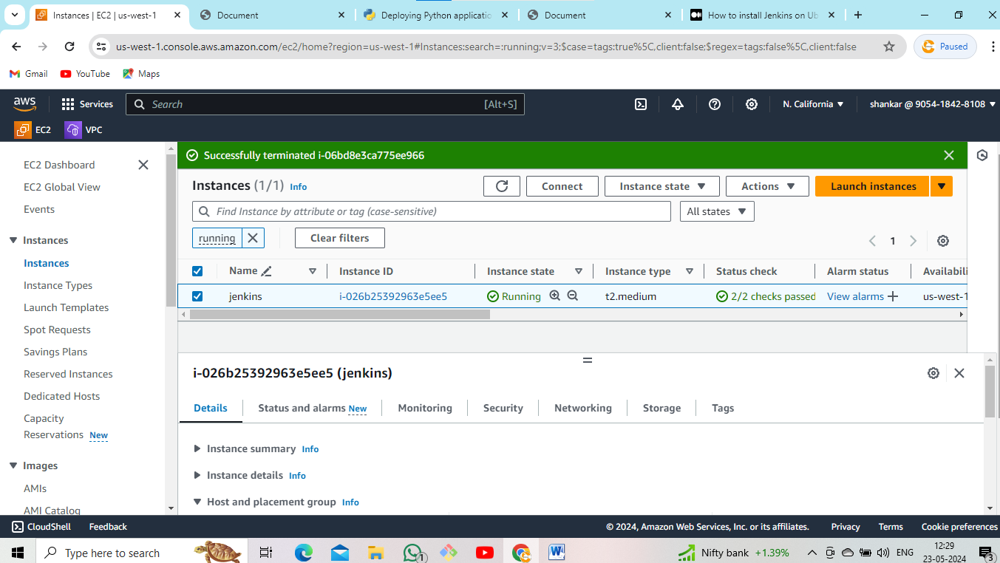 Instances | EC2 | us-west-1
Document
Deploying Python applicatio
Document
How to install Jenkins on Ub
us-west-1.console.aws.amazon.com/ec2/home?region=us-west-1#Instances:search=:running;v=3;$case=tags:true%5C,client:false;$regex=tags:false%5C,client:false
Paused
Gmail
YouTube
Maps
aws
Services
Search
[Alt+S]
N. California
shankar @ 9054-1842-8108
EC2
VPC
EC2 Dashboard
EC2 Global View
Events
Instances
Instances
Instance Types
Launch Templates
Spot Requests
Savings Plans
Reserved Instances
Dedicated Hosts
Capacity
Reservations New
Images
AMIs
AMI Catalog
Successfully terminated i-06bd8e3ca775ee966
Instances (1/1) Info
Connect
Instance state
Actions
Launch instances
Find Instance by attribute or tag (case-sensitive)
All states
running
Clear filters
1
Name
Instance ID
Instance state
Instance type
Status check
Alarm status
Availabili
jenkins
i-026b25392963e5ee5
Running
t2.medium
2/2 checks passed
View alarms
us-west-1
i-026b25392963e5ee5 (jenkins)
Details
Status and alarms New
Monitoring
Security
Networking
Storage
Tags
Instance summary Info
Instance details Info
Host and placement group Info
CloudShell
Feedback
© 2024, Amazon Web Services, Inc. or its affiliates.
Privacy
Terms
Cookie preferences
Type here to search
1
Nifty bank +1.39%
ENG
12:29
23-05-2024
3